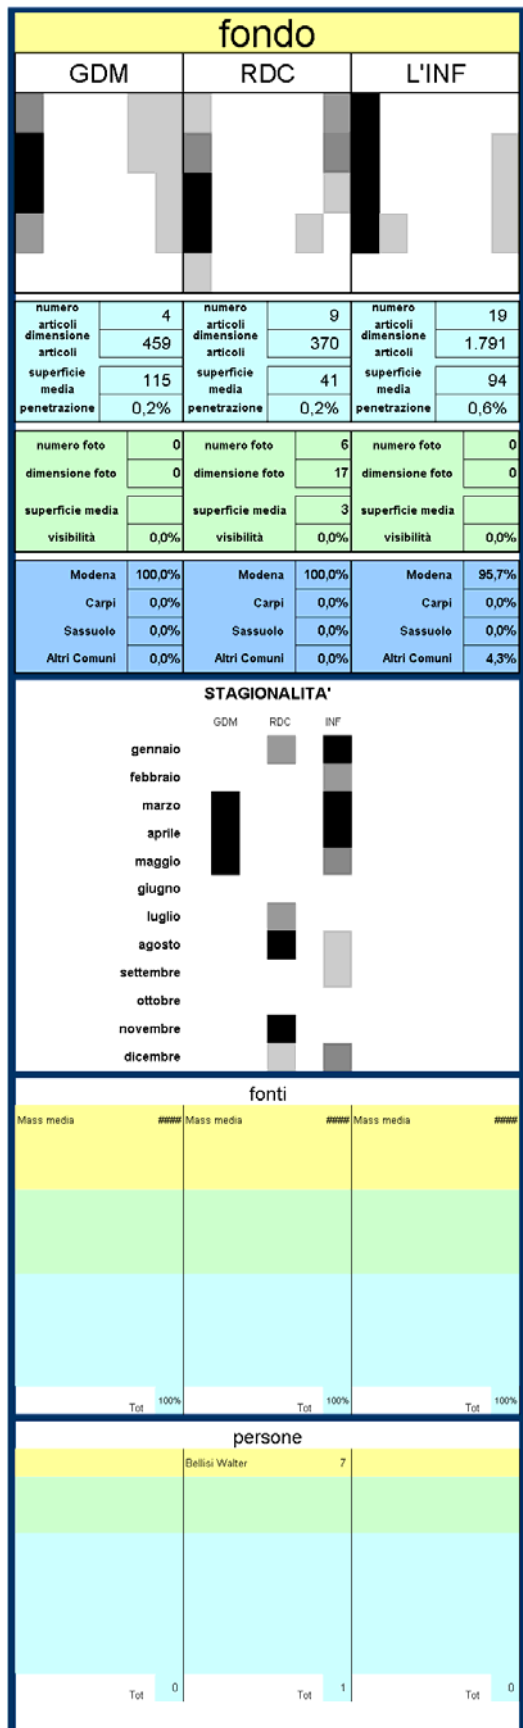 fondo
GDM RDC L'INF
numero articoli 4 numero articoli 9 numero articoli 19
dimensione articoli 459 dimensione articoli 370 dimensione articoli 1.791
superficie media 115 superficie media 41 superficie media 94
penetrazione 0,2% penetrazione 0,2% penetrazione 0,6%
numero foto 0 numero foto 6 numero foto 0
dimensione foto 0 dimensione foto 17 dimensione foto 0
superficie media superficie media 3 superficie media
visibilità 0,0% visibilità 0,0% visibilità 0,0%
Modena 100,0% Modena 100,0% Modena 95,7%
Carpi 0,0% Carpi 0,0% Carpi 0,0%
Sassuolo 0,0% Sassuolo 0,0% Sassuolo 0,0%
Altri Comuni 0,0% Altri Comuni 0,0% Altri Comuni 4,3%
STAGIONALITA'
GDM RDC INF
gennaio
febbraio
marzo
aprile
maggio
giugno
luglio
agosto
settembre
ottobre
novembre
dicembre
fonti
Mass media #### Mass media #### Mass media ####
Tot 100% Tot 100% Tot 100%
persone
Bellisi Walter 7
Tot 0 Tot 1 Tot 0